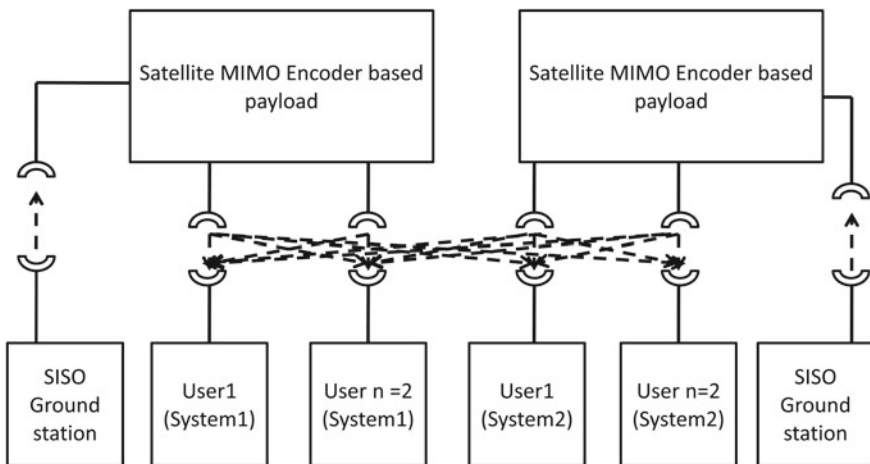 Satellite MIMO Encoder based
payload
Satellite MIMO Encoder based
payload
SISO
Ground
station
User1
(System1)
User n =2
(System1)
User1
(System2)
User n=2
(System2)
SISO
Ground
station